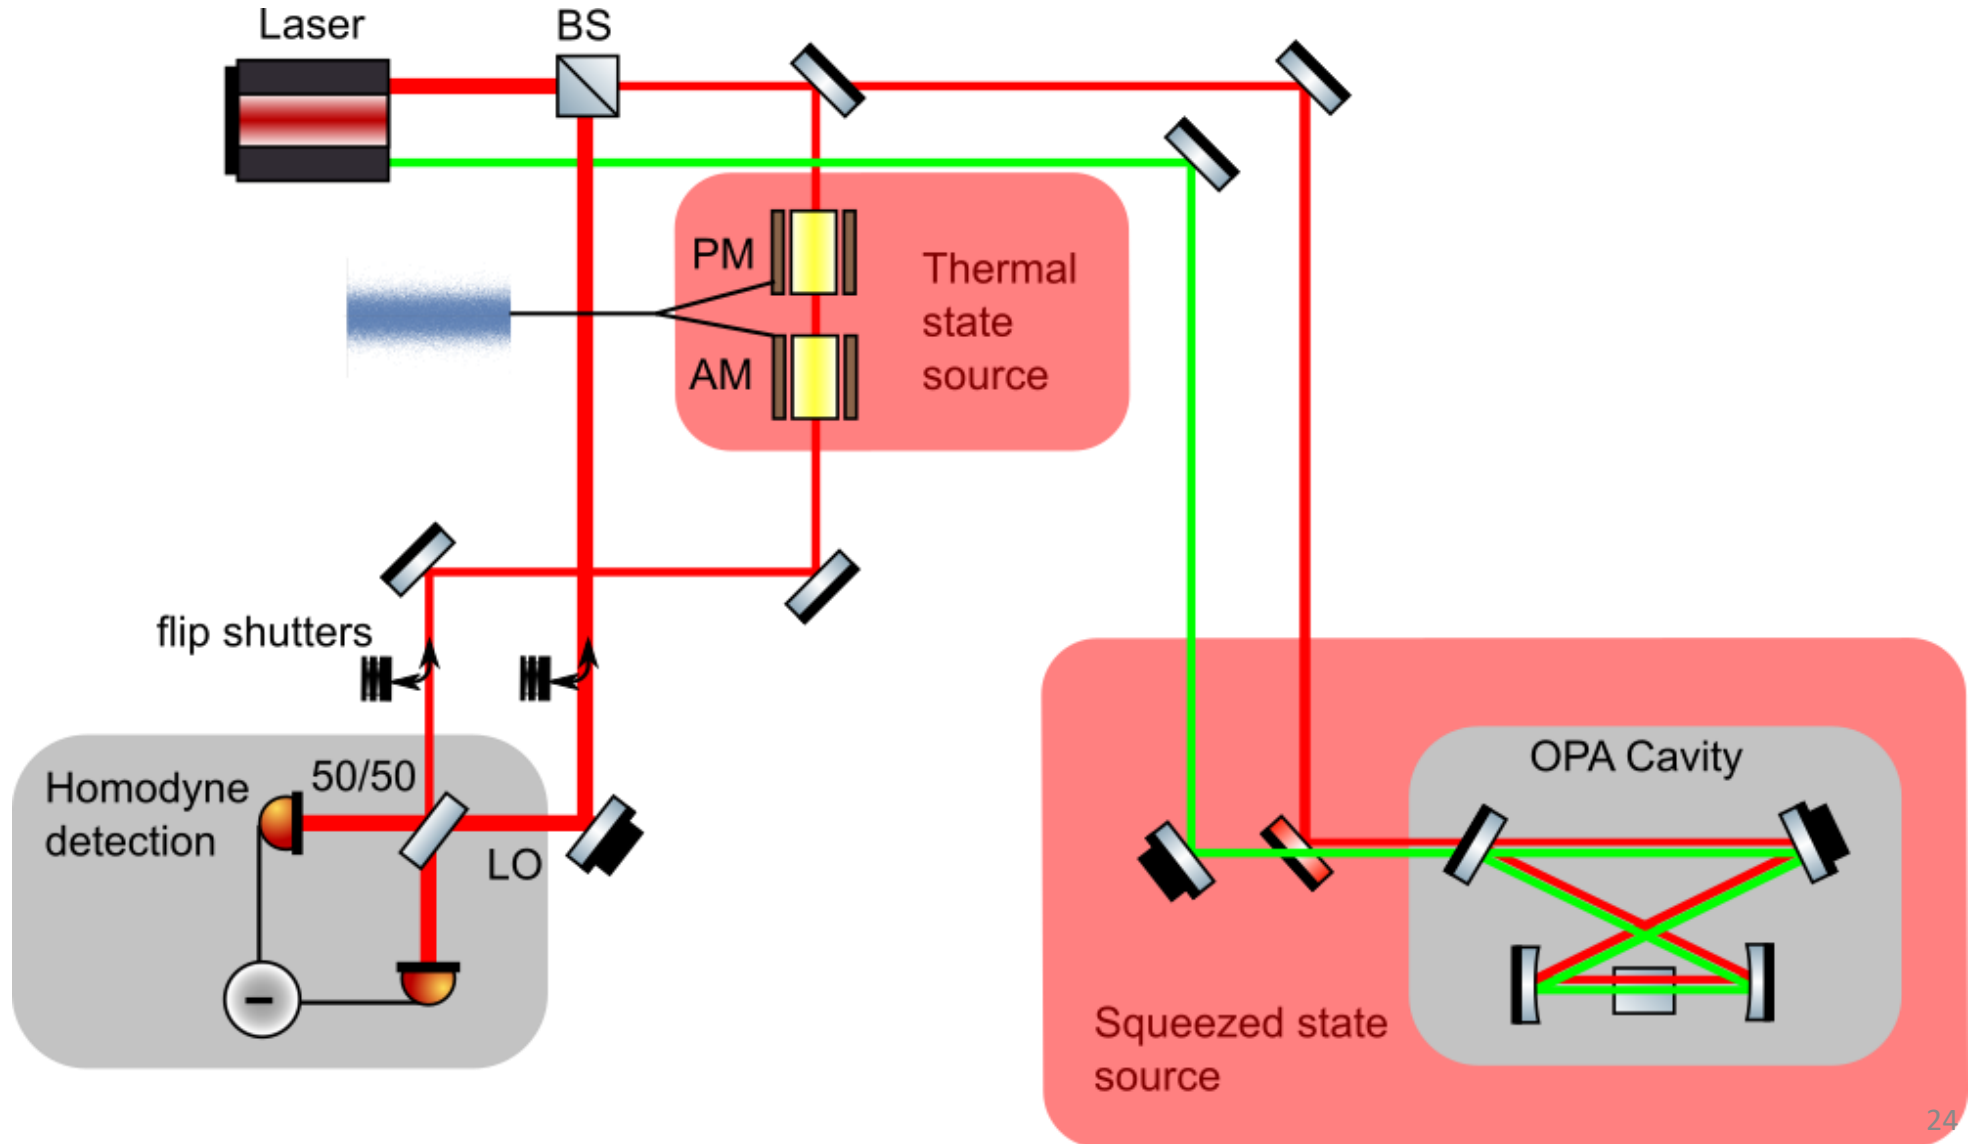 Laser
BS
PM
AM
Thermal
state
source
flip shutters
50/50
Homodyne
detection
LO
OPA Cavity
Squeezed state
source
24